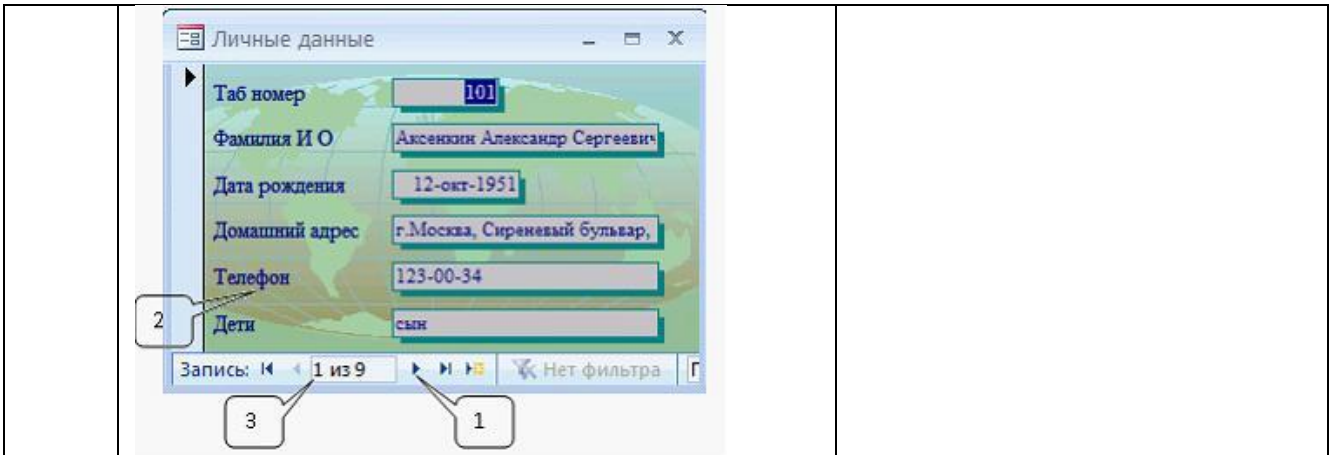 Личные данные
Таб номер 101
Фамилия И О Аксенкин Александр Сергеевич
Дата рождения 12-окт-1951
Домашний адрес г.Москва, Сиреневый бульвар,
Телефон 123-00-34
2
Дети сын
Запись: 1 из 9 Нет фильтра П
3 1